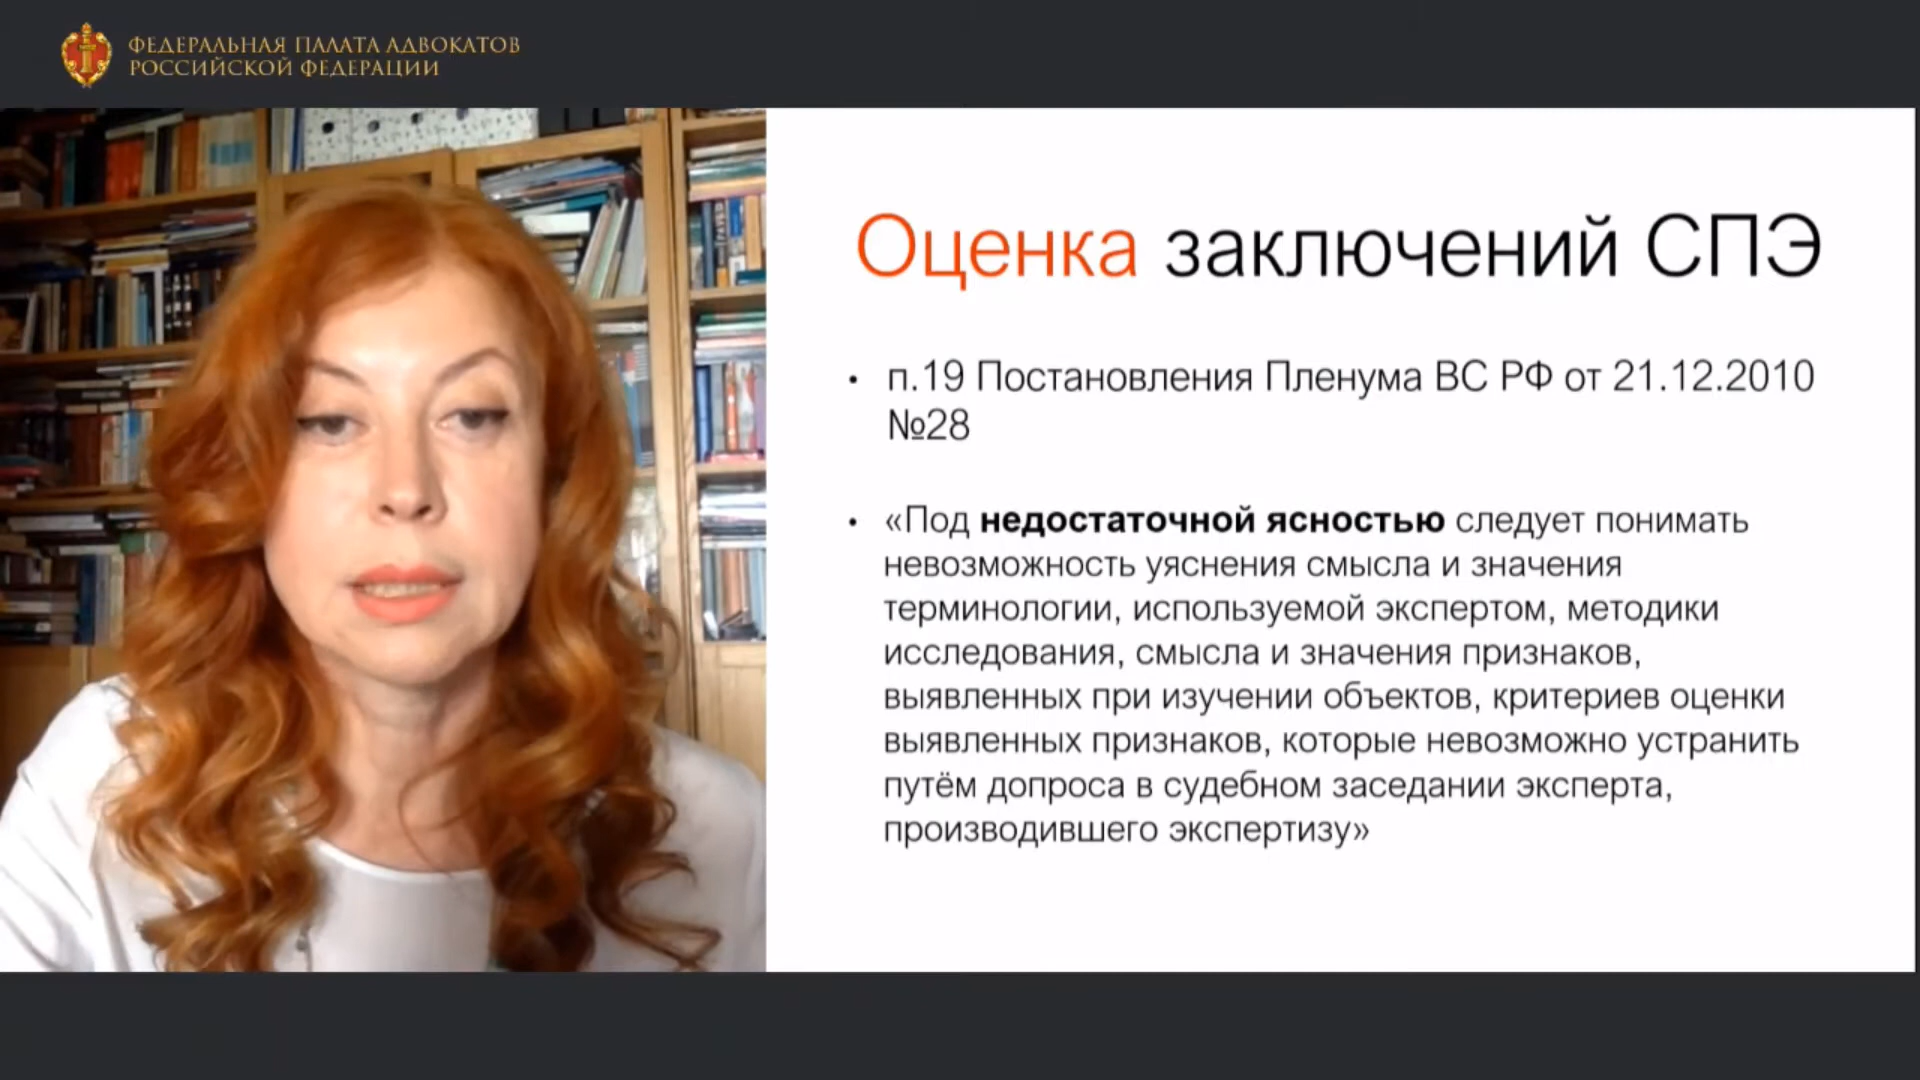 ФЕДЕРАЛЬНАЯ ПАЛАТА АДВОКАТОВ
РОССИЙСКОЙ ФЕДЕРАЦИИ
Оценка заключений СПЭ
• п.19 Постановления Пленума ВС РФ от 21.12.2010
№28
• «Под недостаточной ясностью следует понимать
невозможность уяснения смысла и значения
терминологии, используемой экспертом, методики
исследования, смысла и значения признаков,
выявленных при изучении объектов, критериев оценки
выявленных признаков, которые невозможно устранить
путём допроса в судебном заседании эксперта,
производившего экспертизу»